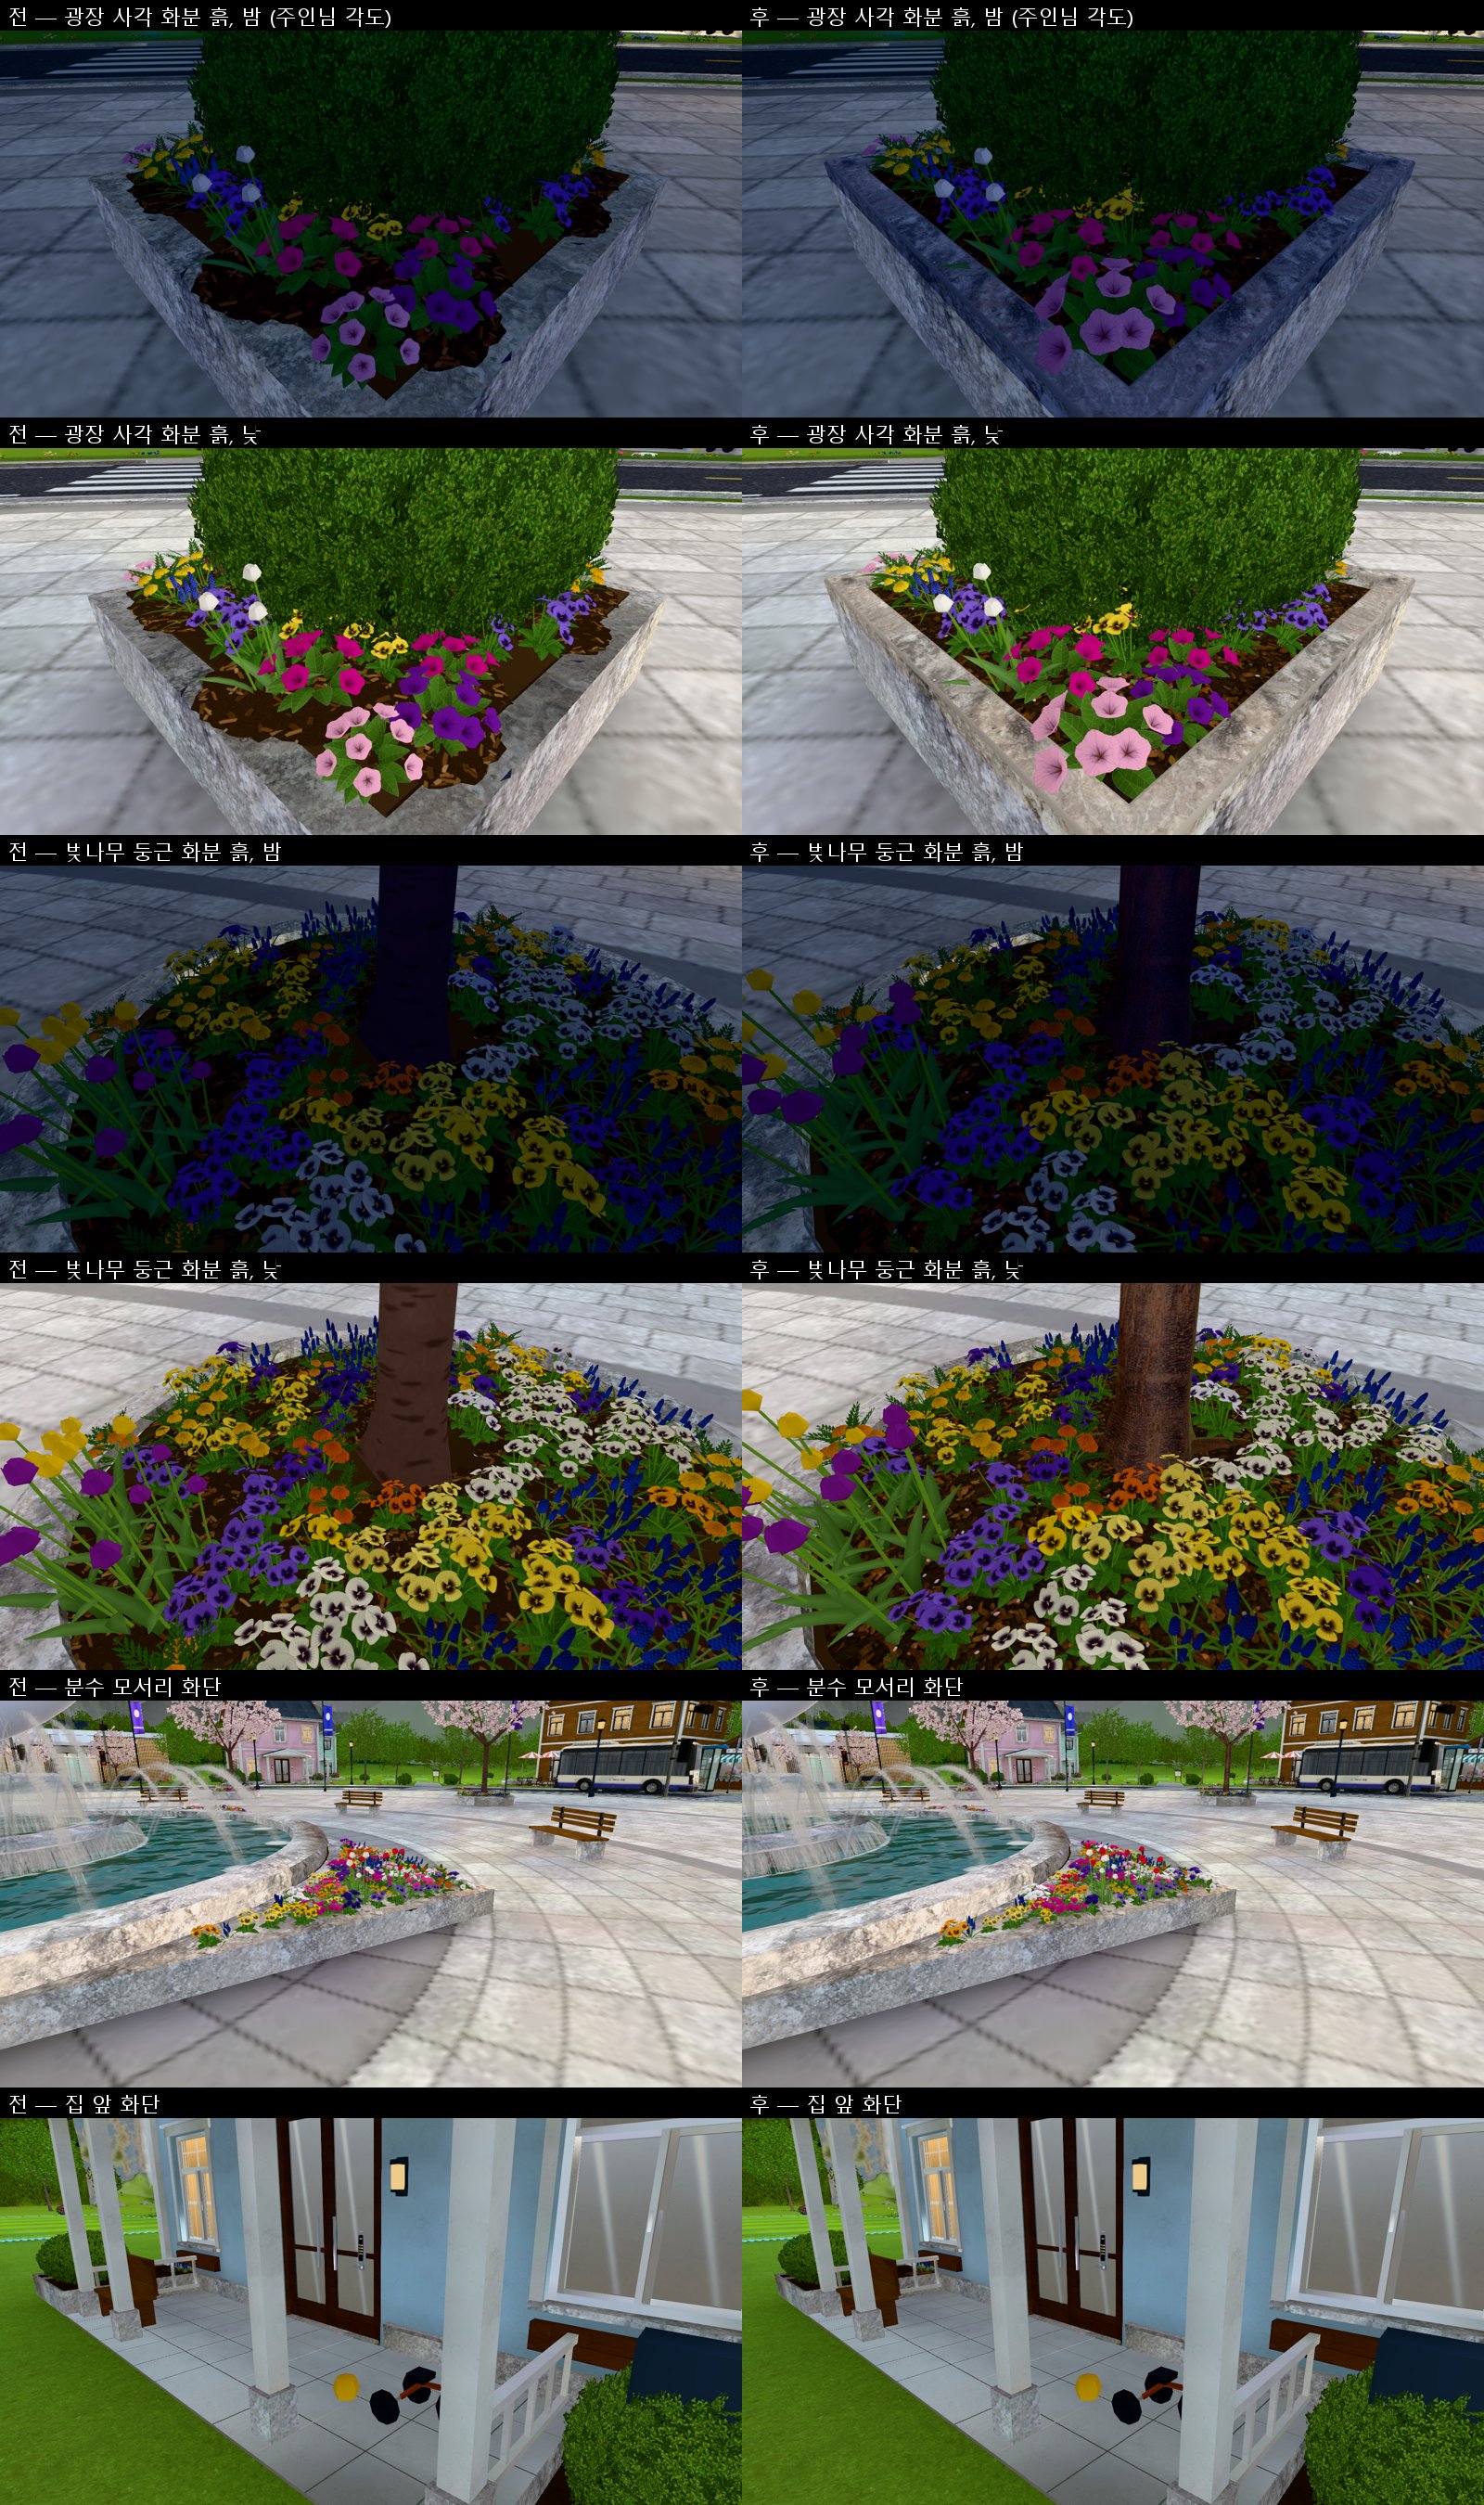 전 — 광장 사각 화분 흙, 밤 (주인님 각도)
후 — 광장 사각 화분 흙, 밤 (주인님 각도)
전 — 광장 사각 화분 흙, 낮
후 — 광장 사각 화분 흙, 낮
전 — 벚나무 둥근 화분 흙, 밤
후 — 벚나무 둥근 화분 흙, 밤
전 — 벚나무 둥근 화분 흙, 낮
후 — 벚나무 둥근 화분 흙, 낮
전 — 분수 모서리 화단
후 — 분수 모서리 화단
전 — 집 앞 화단
후 — 집 앞 화단